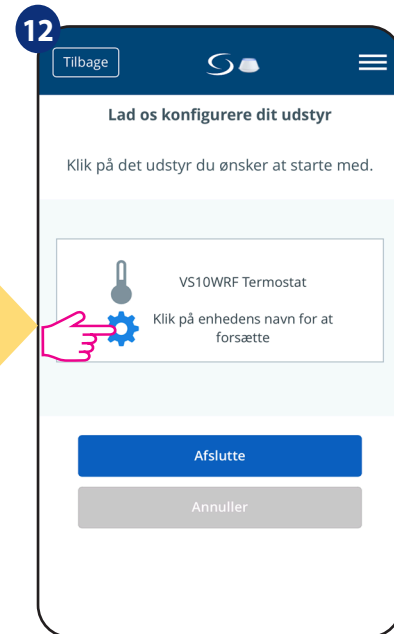 12
Tilbage
Lad os konfigurere dit udstyr
Klik på det udstyr du ønsker at starte med.
VS10WRF Termostat
Klik på enhedens navn for at
forsætte
Afslutte
Annuller